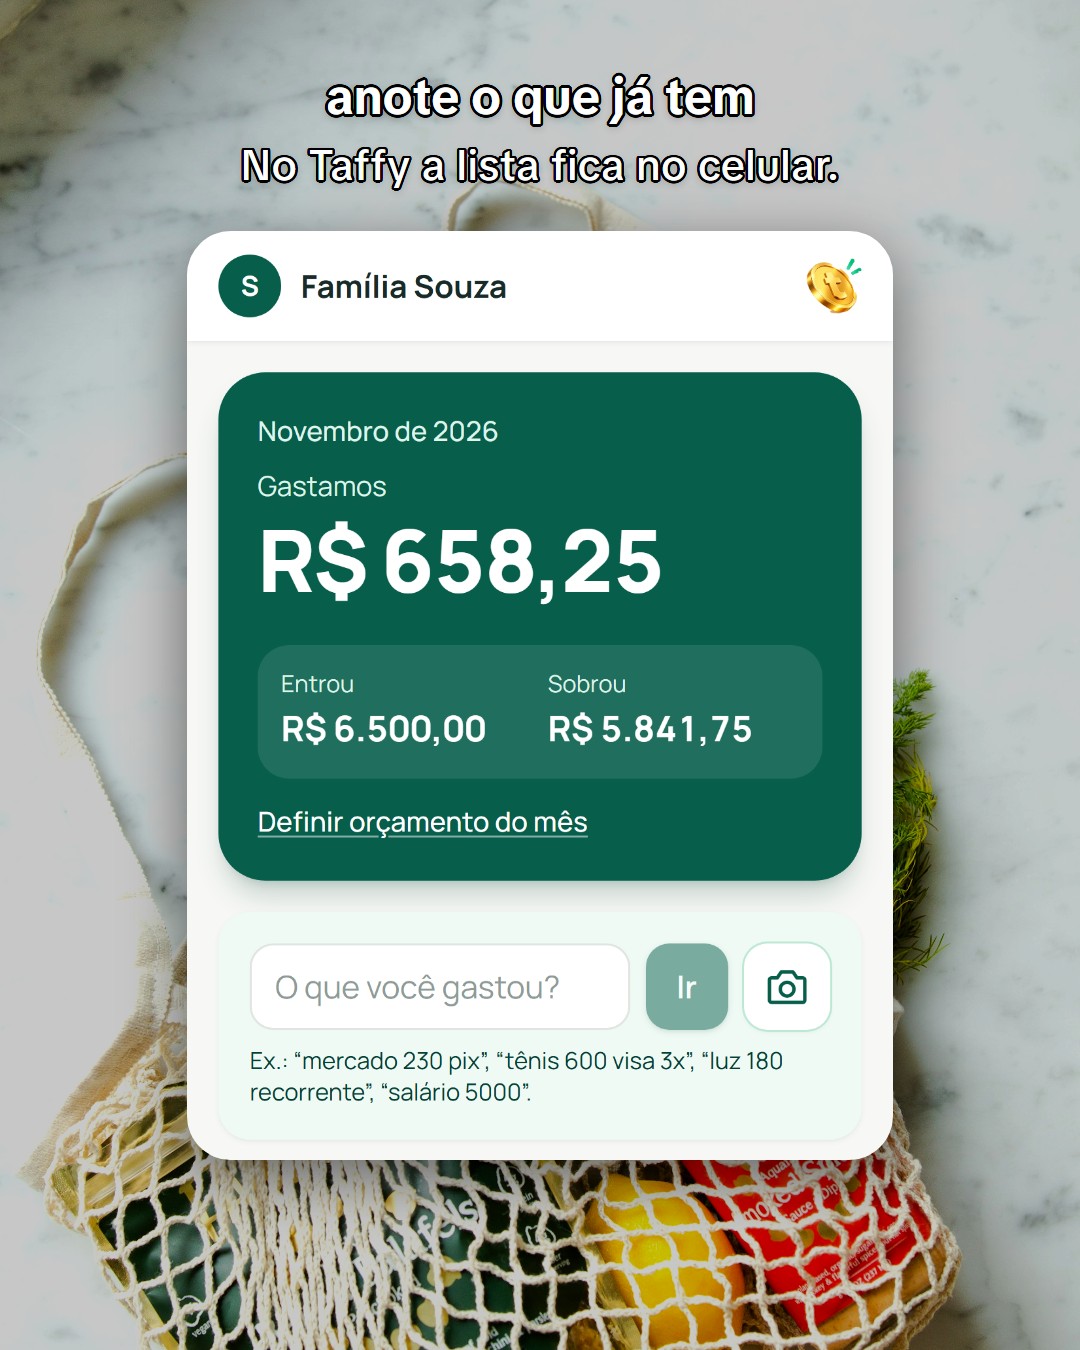 anote o que já tem
No Taffy a lista fica no celular.
S
Família Souza
t
Novembro de 2026
Gastamos
R$ 658,25
Entrou
Sobrou
R$ 6.500,00
R$ 5.841,75
Definir orçamento do mês
O que você gastou?
Ir
Ex.: “mercado 230 pix”, “tênis 600 visa 3x”, “luz 180
recorrente”, “salário 5000”.
Sauce
Dip